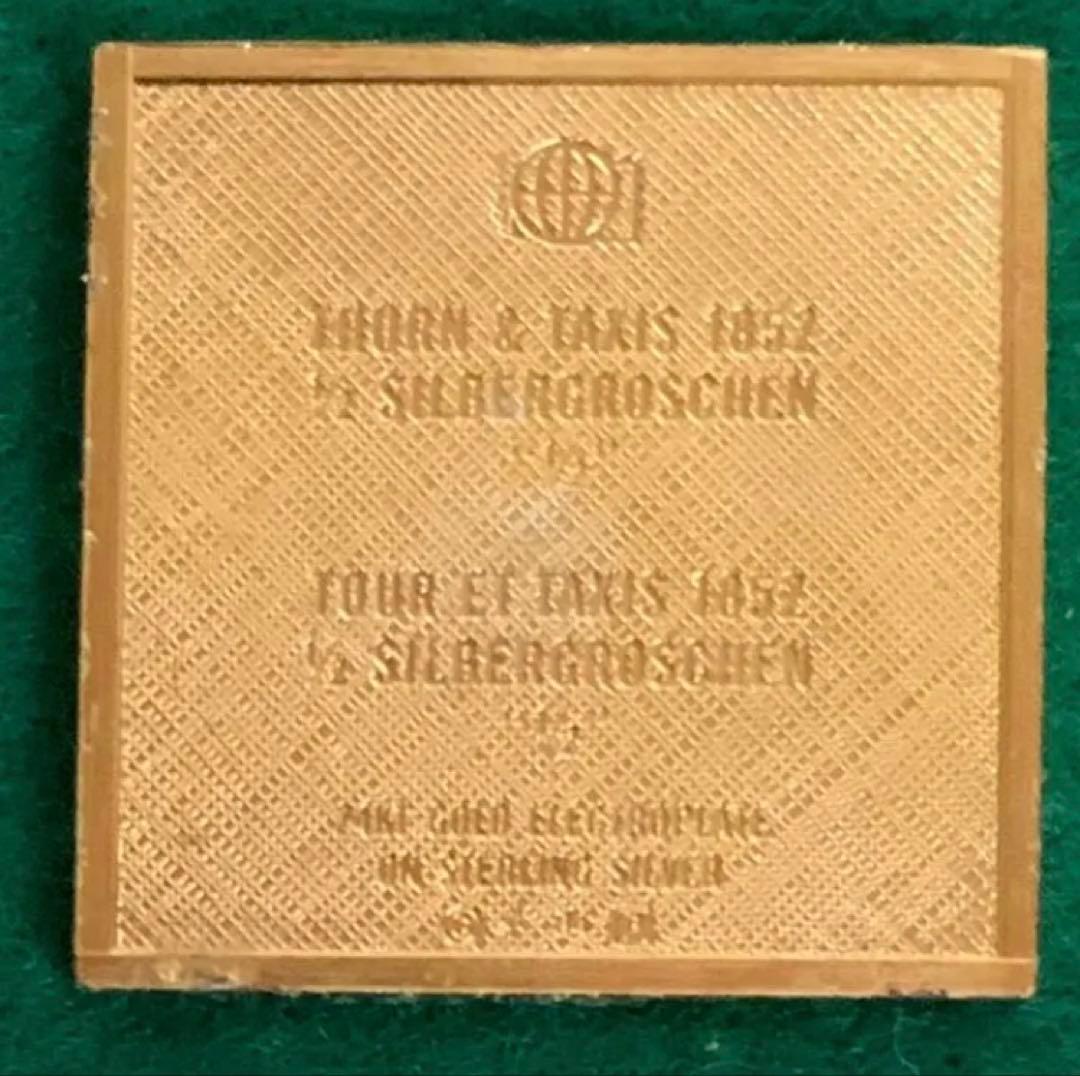 THORN & TAXIS 1852
½ SILBERGROSCHEN
TOUR ET TAXIS 1852
½ SILBERGROSCHEN
24KT GOLD ELECTROPLATE
ON STERLING SILVER